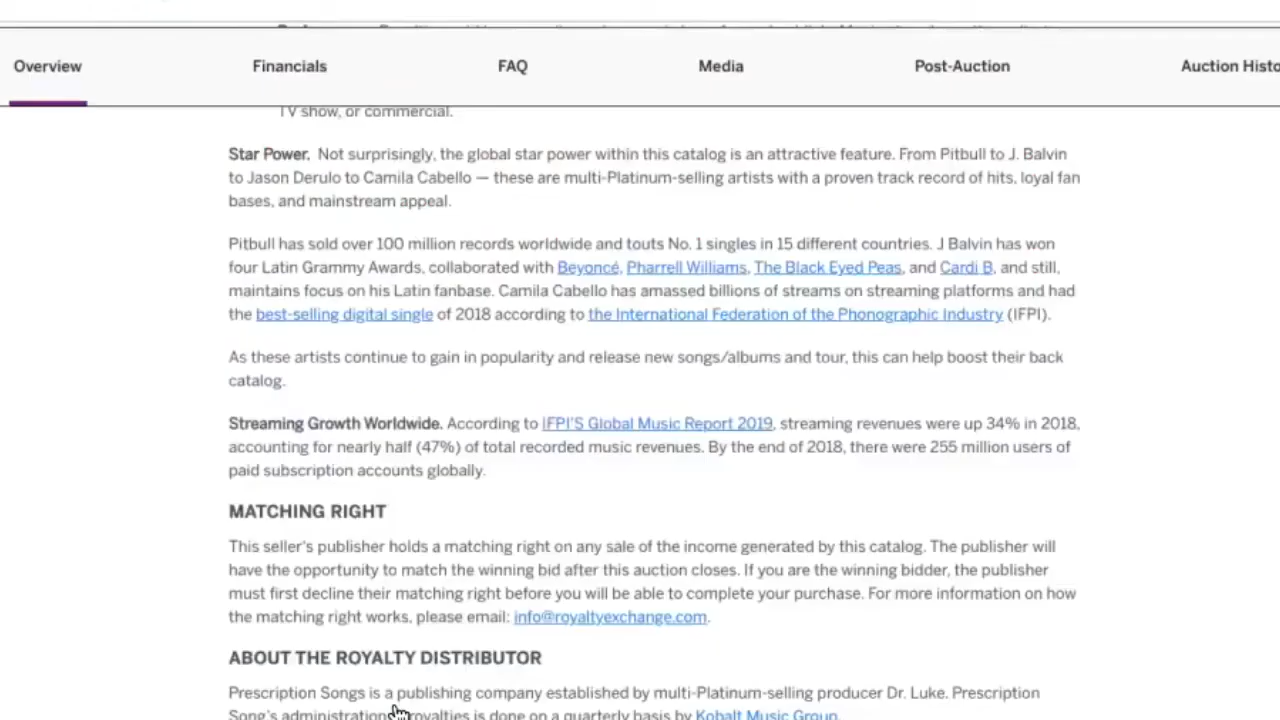 Overview
Financials
FAQ
Media
Post-Auction
Auction Histo
TV show, or commercial.
Star Power. Not surprisingly, the global star power within this catalog is an attractive feature. From Pitbull to J. Balvin
to Jason Derulo to Camila Cabello — these are multi-Platinum-selling artists with a proven track record of hits, loyal fan
bases, and mainstream appeal.
Pitbull has sold over 100 million records worldwide and touts No. 1 singles in 15 different countries. J Balvin has won
four Latin Grammy Awards, collaborated with Beyoncé, Pharrell Williams, The Black Eyed Peas, and Cardi B, and still,
maintains focus on his Latin fanbase. Camila Cabello has amassed billions of streams on streaming platforms and had
the best-selling digital single of 2018 according to the International Federation of the Phonographic Industry (IFPI).
As these artists continue to gain in popularity and release new songs/albums and tour, this can help boost their back
catalog.
Streaming Growth Worldwide. According to IFPI'S Global Music Report 2019, streaming revenues were up 34% in 2018,
accounting for nearly half (47%) of total recorded music revenues. By the end of 2018, there were 255 million users of
paid subscription accounts globally.
MATCHING RIGHT
This seller's publisher holds a matching right on any sale of the income generated by this catalog. The publisher will
have the opportunity to match the winning bid after this auction closes. If you are the winning bidder, the publisher
must first decline their matching right before you will be able to complete your purchase. For more information on how
the matching right works, please email: info@royaltyexchange.com.
ABOUT THE ROYALTY DISTRIBUTOR
Prescription Songs is a publishing company established by multi-Platinum-selling producer Dr. Luke. Prescription
Song's administration royalties is done on a quarterly basis by Kobalt Music Group.